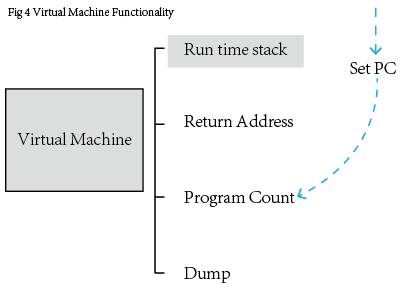 Fig 4 Virtual Machine Functionality
Run time stack
Set PC
Return Address
Virtual Machine
Program Count
Dump